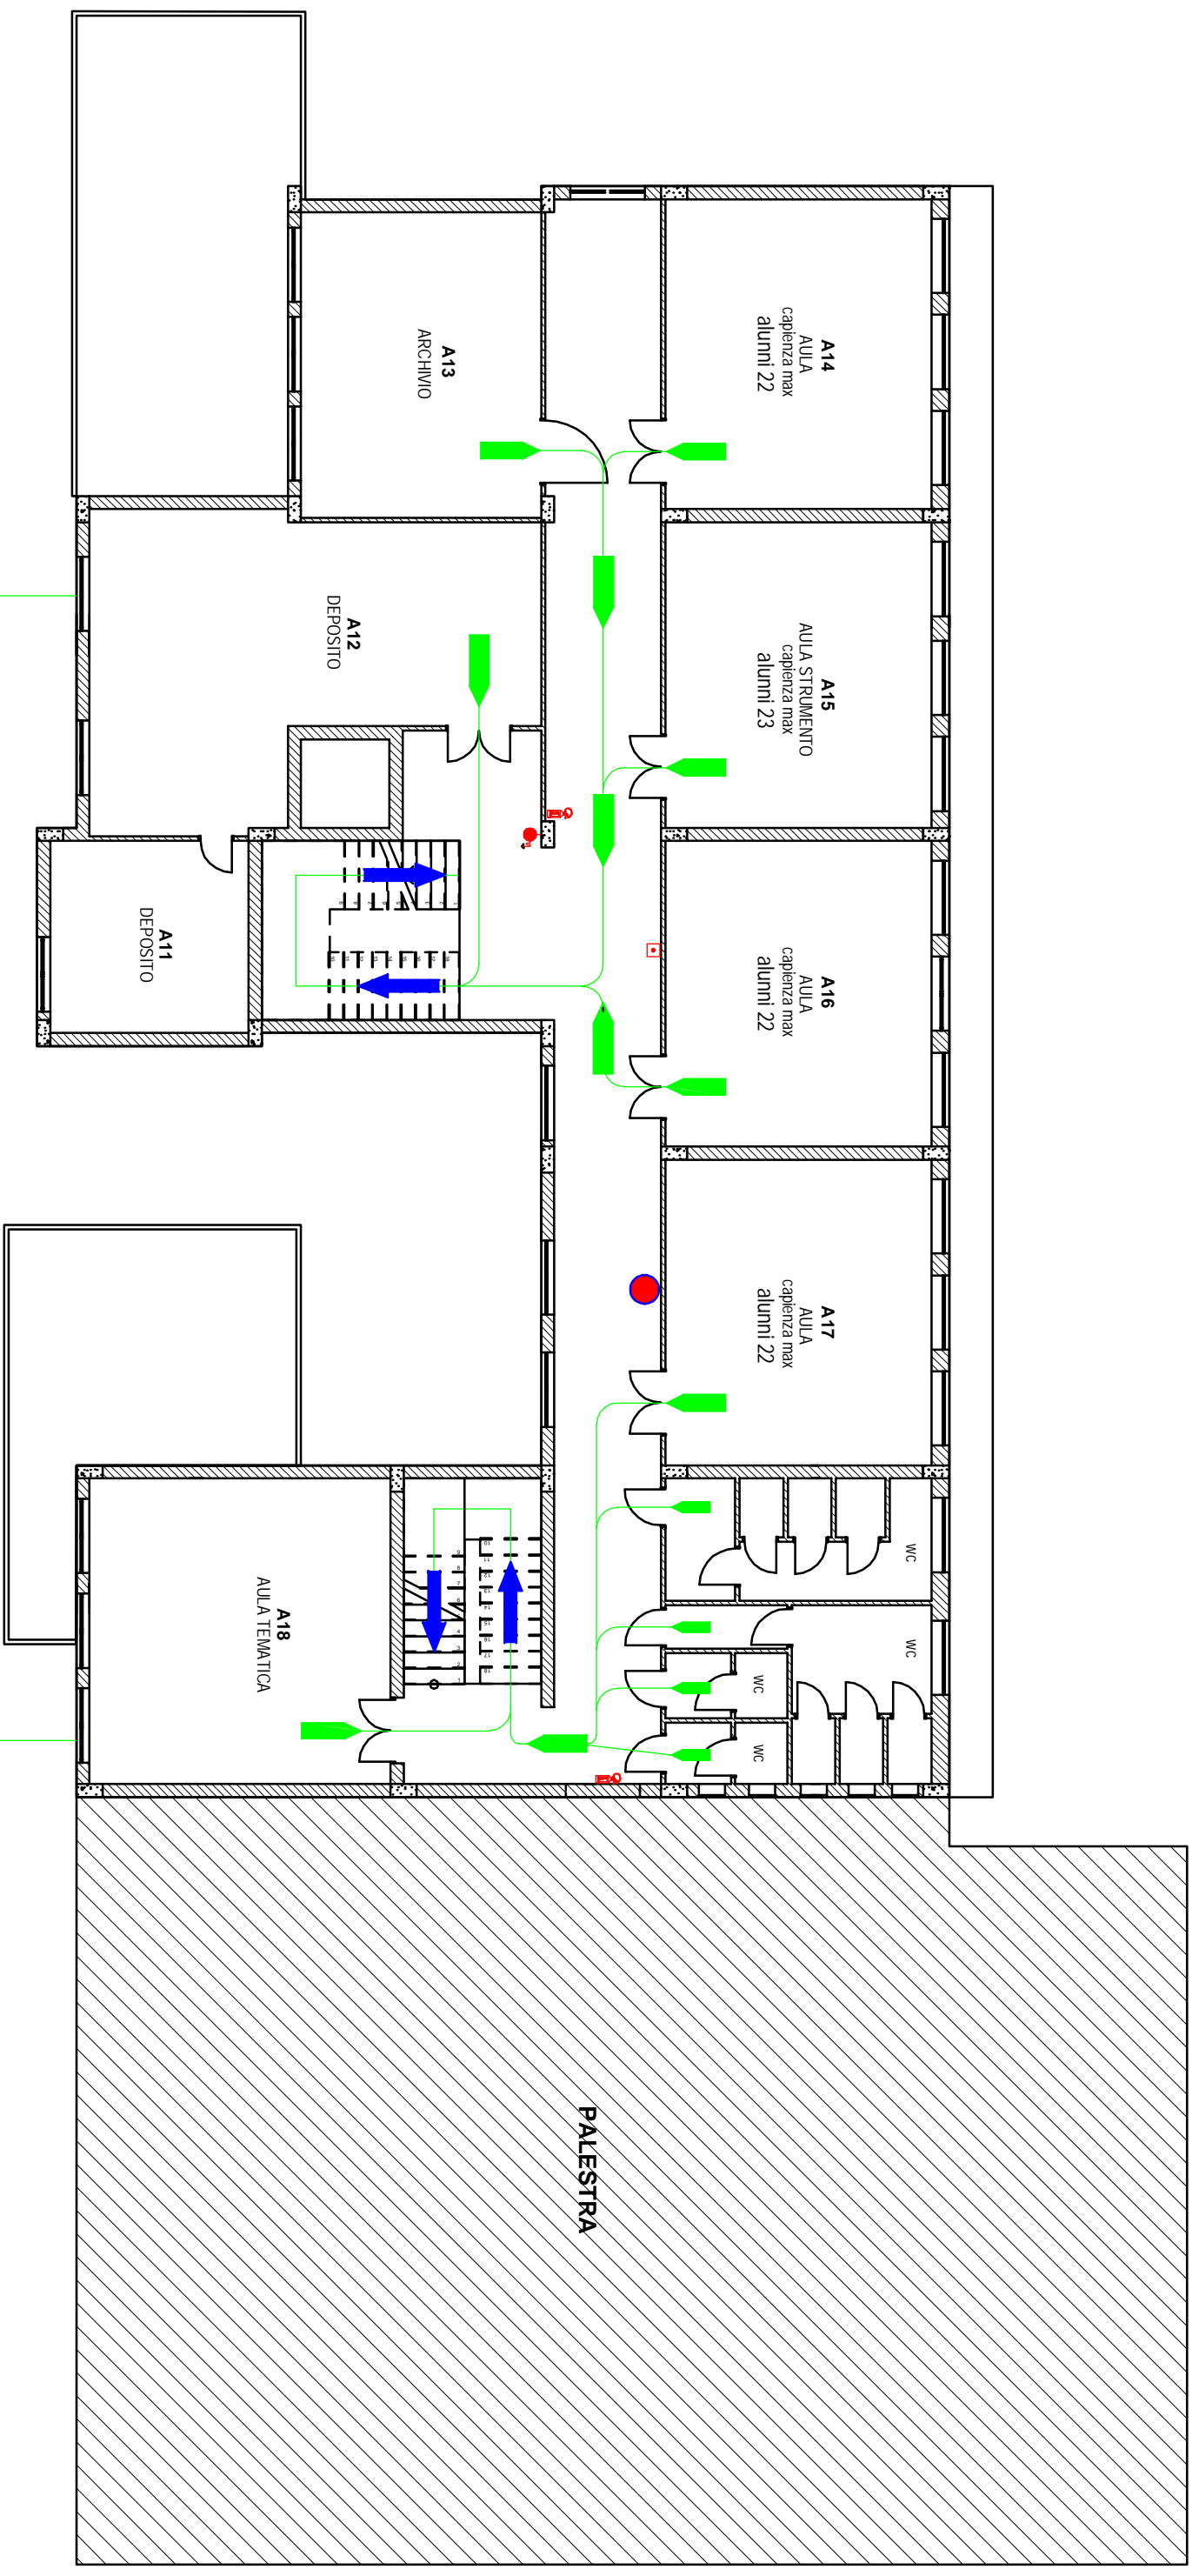 A14
AULA
capienza max
alunni 22
A15
AULA STRUMENTO
capienza max
alunni 23
A16
AULA
capienza max
alunni 22
A17
AULA
capienza max
alunni 22
WC
WC
WC
WC
A13
ARCHIVIO
A12
DEPOSITO
A11
DEPOSITO
A18
AULA TEMATICA
PALESTRA